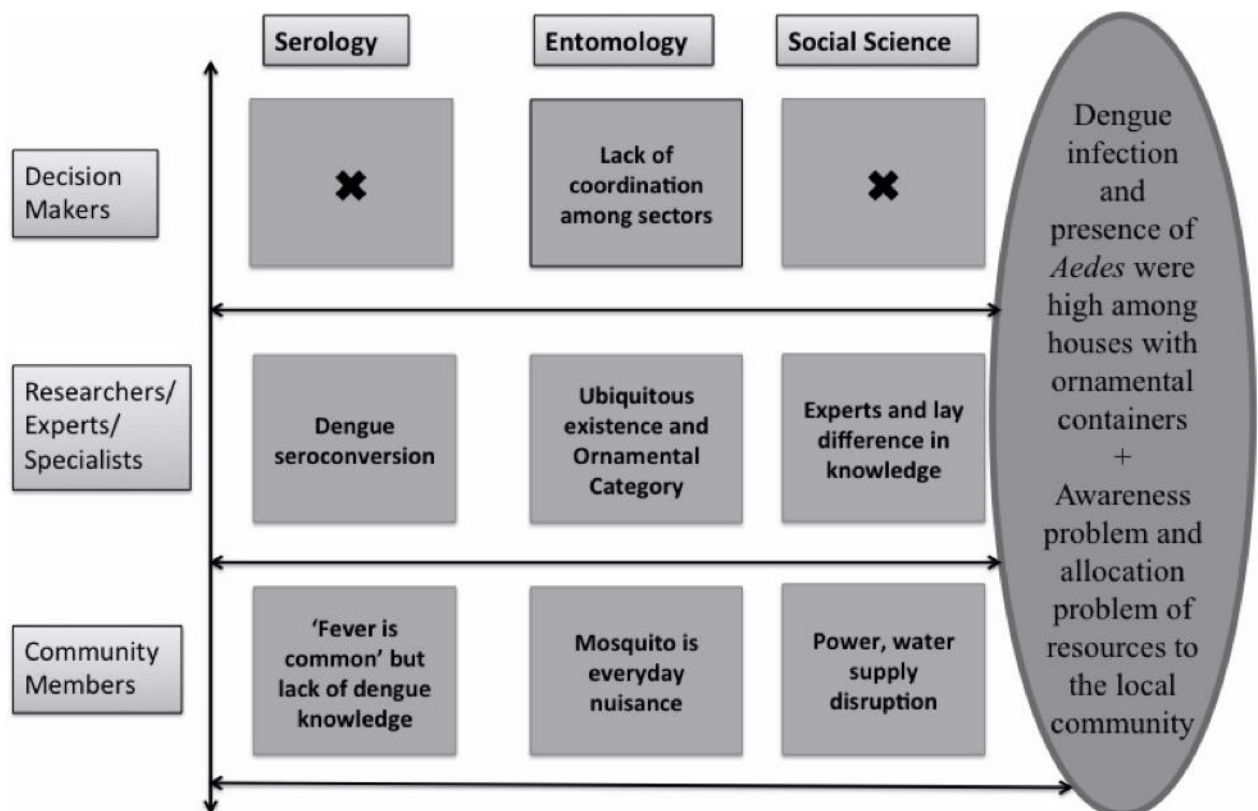 Serology
Entomology
Social Science
Decision
Makers
✖
Lack of
coordination
among sectors
✖
Researchers/
Experts/
Specialists
Dengue
seroconversion
Ubiquitous
existence and
Ornamental
Category
Experts and lay
difference in
knowledge
Community
Members
‘Fever is
common’ but
lack of dengue
knowledge
Mosquito is
everyday
nuisance
Power, water
supply
disruption
Dengue
infection
and
presence of
Aedes were
high among
houses with
ornamental
containers
+
Awareness
problem and
allocation
problem of
resources to
the local
community